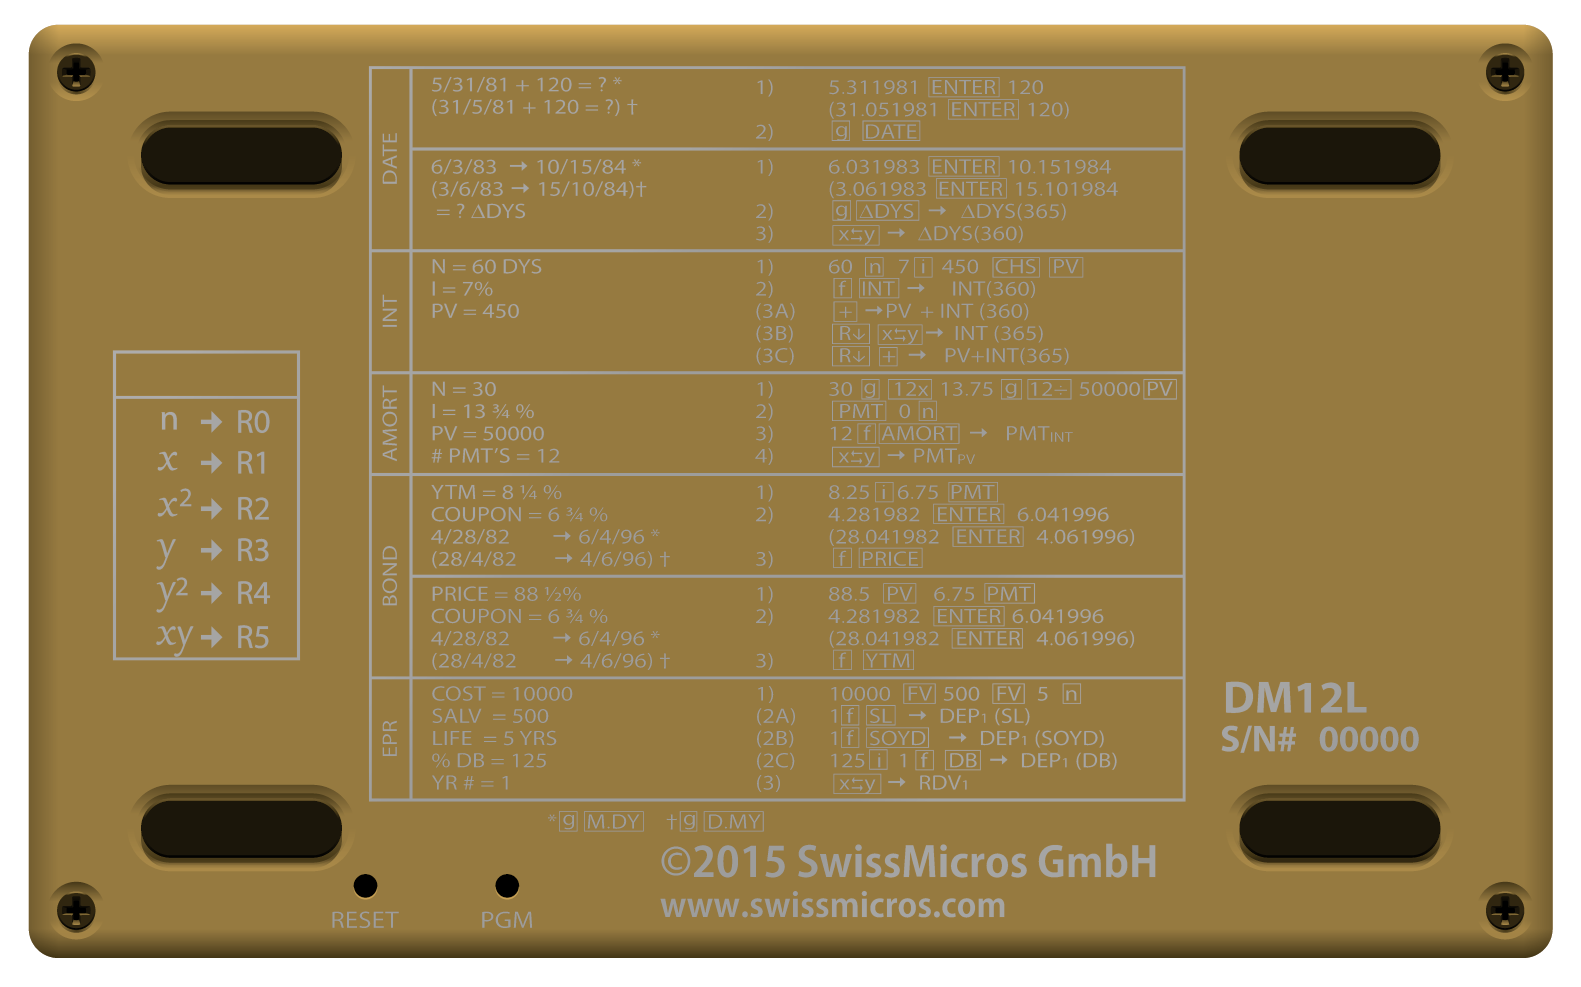 n → R0
x → R1
x² → R2
y → R3
y² → R4
xy → R5
DATE
5/31/81 + 120 = ? * 1) 5.311981 ENTER 120
(31/5/81 + 120 = ?) † (31.051981 ENTER 120)
2) g DATE
6/3/83 → 10/15/84 * 1) 6.031983 ENTER 10.151984
(3/6/83 → 15/10/84)† (3.061983 ENTER 15.101984
= ? ΔDYS 2) g ΔDYS → ΔDYS(365)
3) x⇆y → ΔDYS(360)
INT
N = 60 DYS 1) 60 n 7 i 450 CHS PV
I = 7% 2) f INT → INT(360)
PV = 450 (3A) + →PV + INT (360)
(3B) R↓ x⇆y → INT (365)
(3C) R↓ + → PV+INT(365)
AMORT
N = 30 1) 30 g 12x 13.75 g 12÷ 50000 PV
I = 13 ¾ % 2) PMT 0 n
PV = 50000 3) 12 f AMORT → PMTINT
# PMT'S = 12 4) x⇆y → PMTPV
BOND
YTM = 8 ¼ % 1) 8.25 i 6.75 PMT
COUPON = 6 ¾ % 2) 4.281982 ENTER 6.041996
4/28/82 → 6/4/96 * (28.041982 ENTER 4.061996)
(28/4/82 → 4/6/96) † 3) f PRICE
PRICE = 88 ½% 1) 88.5 PV 6.75 PMT
COUPON = 6 ¾ % 2) 4.281982 ENTER 6.041996
4/28/82 → 6/4/96 * (28.041982 ENTER 4.061996)
(28/4/82 → 4/6/96) † 3) f YTM
EPR
COST = 10000 1) 10000 FV 500 FV 5 n
SALV = 500 (2A) 1 f SL → DEP₁ (SL)
LIFE = 5 YRS (2B) 1 f SOYD → DEP₁ (SOYD)
% DB = 125 (2C) 125 i 1 f DB → DEP₁ (DB)
YR # = 1 (3) x⇆y → RDV₁
* g M.DY † g D.MY
DM12L
S/N# 00000
©2015 SwissMicros GmbH
www.swissmicros.com
RESET PGM